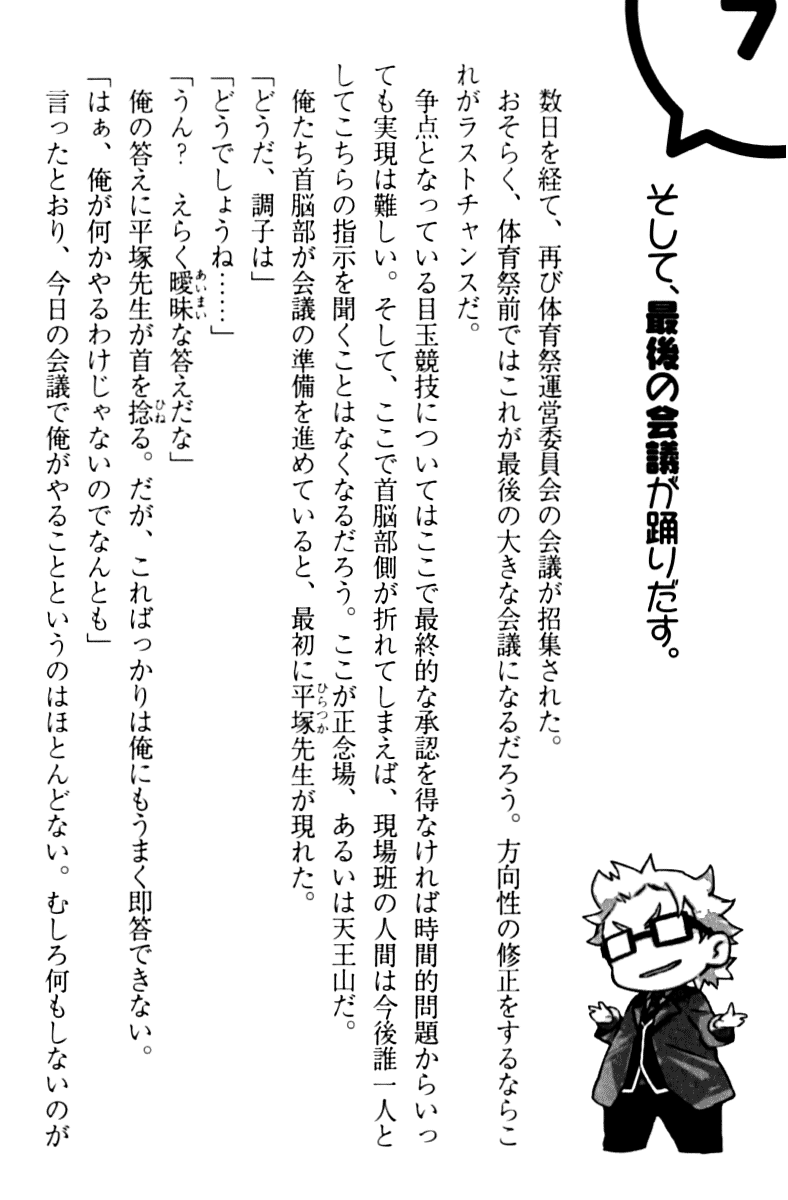 7
そして、最後の会議が踊りだす。
数日を経て、再び体育祭運営委員会の会議が招集された。
おそらく、体育祭前ではこれが最後の大きな会議になるだろう。方向性の修正をするならこ
れがラストチャンスだ。
争点となっている目玉競技についてはここで最終的な承認を得なければ時間的問題からいっ
ても実現は難しい。そして、ここで首脳部側が折れてしまえば、現場班の人間は今後誰一人と
してこちらの指示を聞くことはなくなるだろう。ここが正念場、あるいは天王山だ。
俺たち首脳部が会議の準備を進めていると、最初に平塚先生が現れた。
ひらつか
「どうだ、調子は」
「どうでしょうね……」
「うん？　えらく曖昧な答えだな」
あいまい
俺の答えに平塚先生が首を捻る。だが、こればっかりは俺にもうまく即答できない。
ひね
「はぁ、俺が何かやるわけじゃないのでなんとも」
言ったとおり、今日の会議で俺がやることというのはほとんどない。むしろ何もしないのが